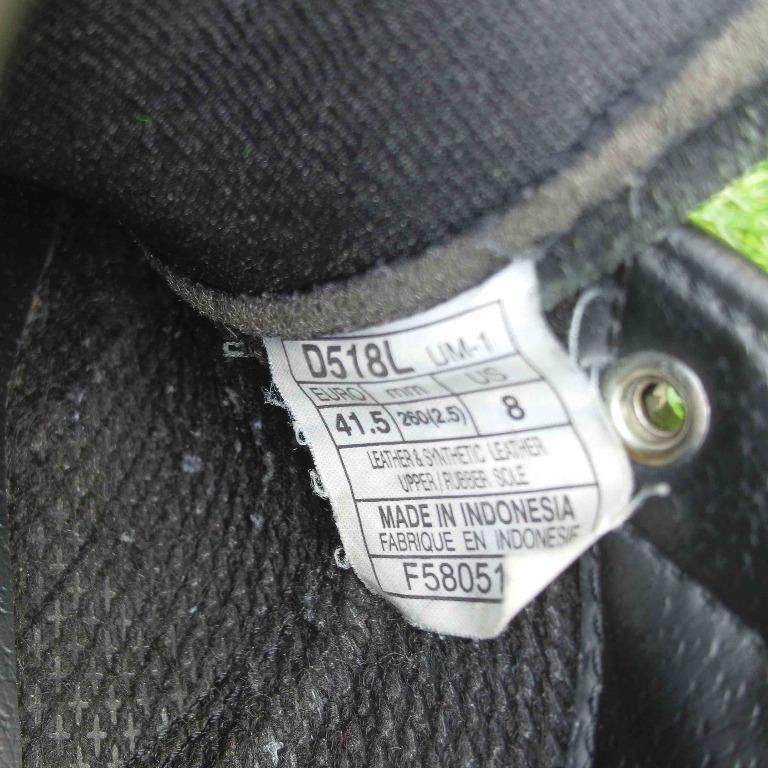 D518L UM-1
EURO mm US
41.5 260(2.5) 8
LEATHER & SYNTHETIC LEATHER
UPPER / RUBBER SOLE
MADE IN INDONESIA
FABRIQUE EN INDONESIE
F58051